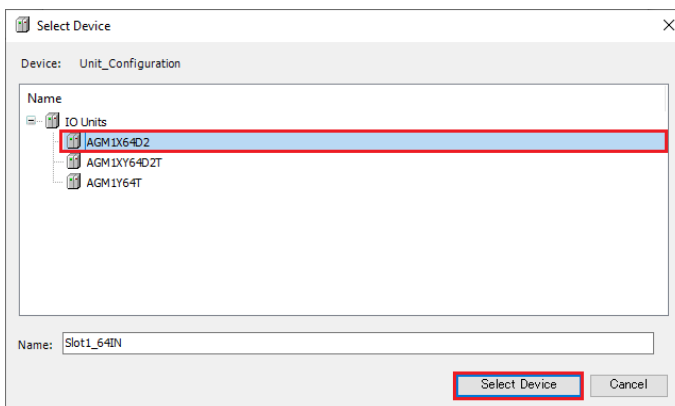 Select Device
Device: Unit_Configuration
Name
IO Units
AGM1X64D2
AGM1XY64D2T
AGM1Y64T
Name: Slot1_64IN
Select Device Cancel